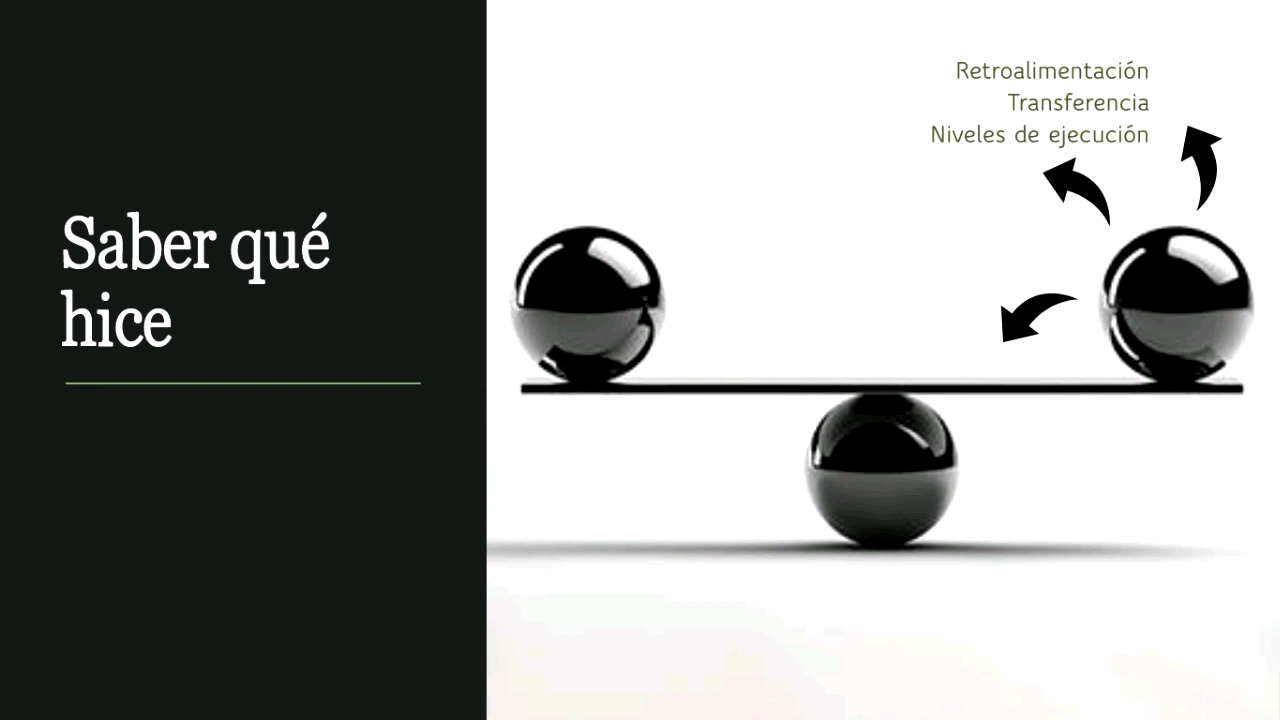 Saber qué
hice
Retroalimentación
Transferencia
Niveles de ejecución